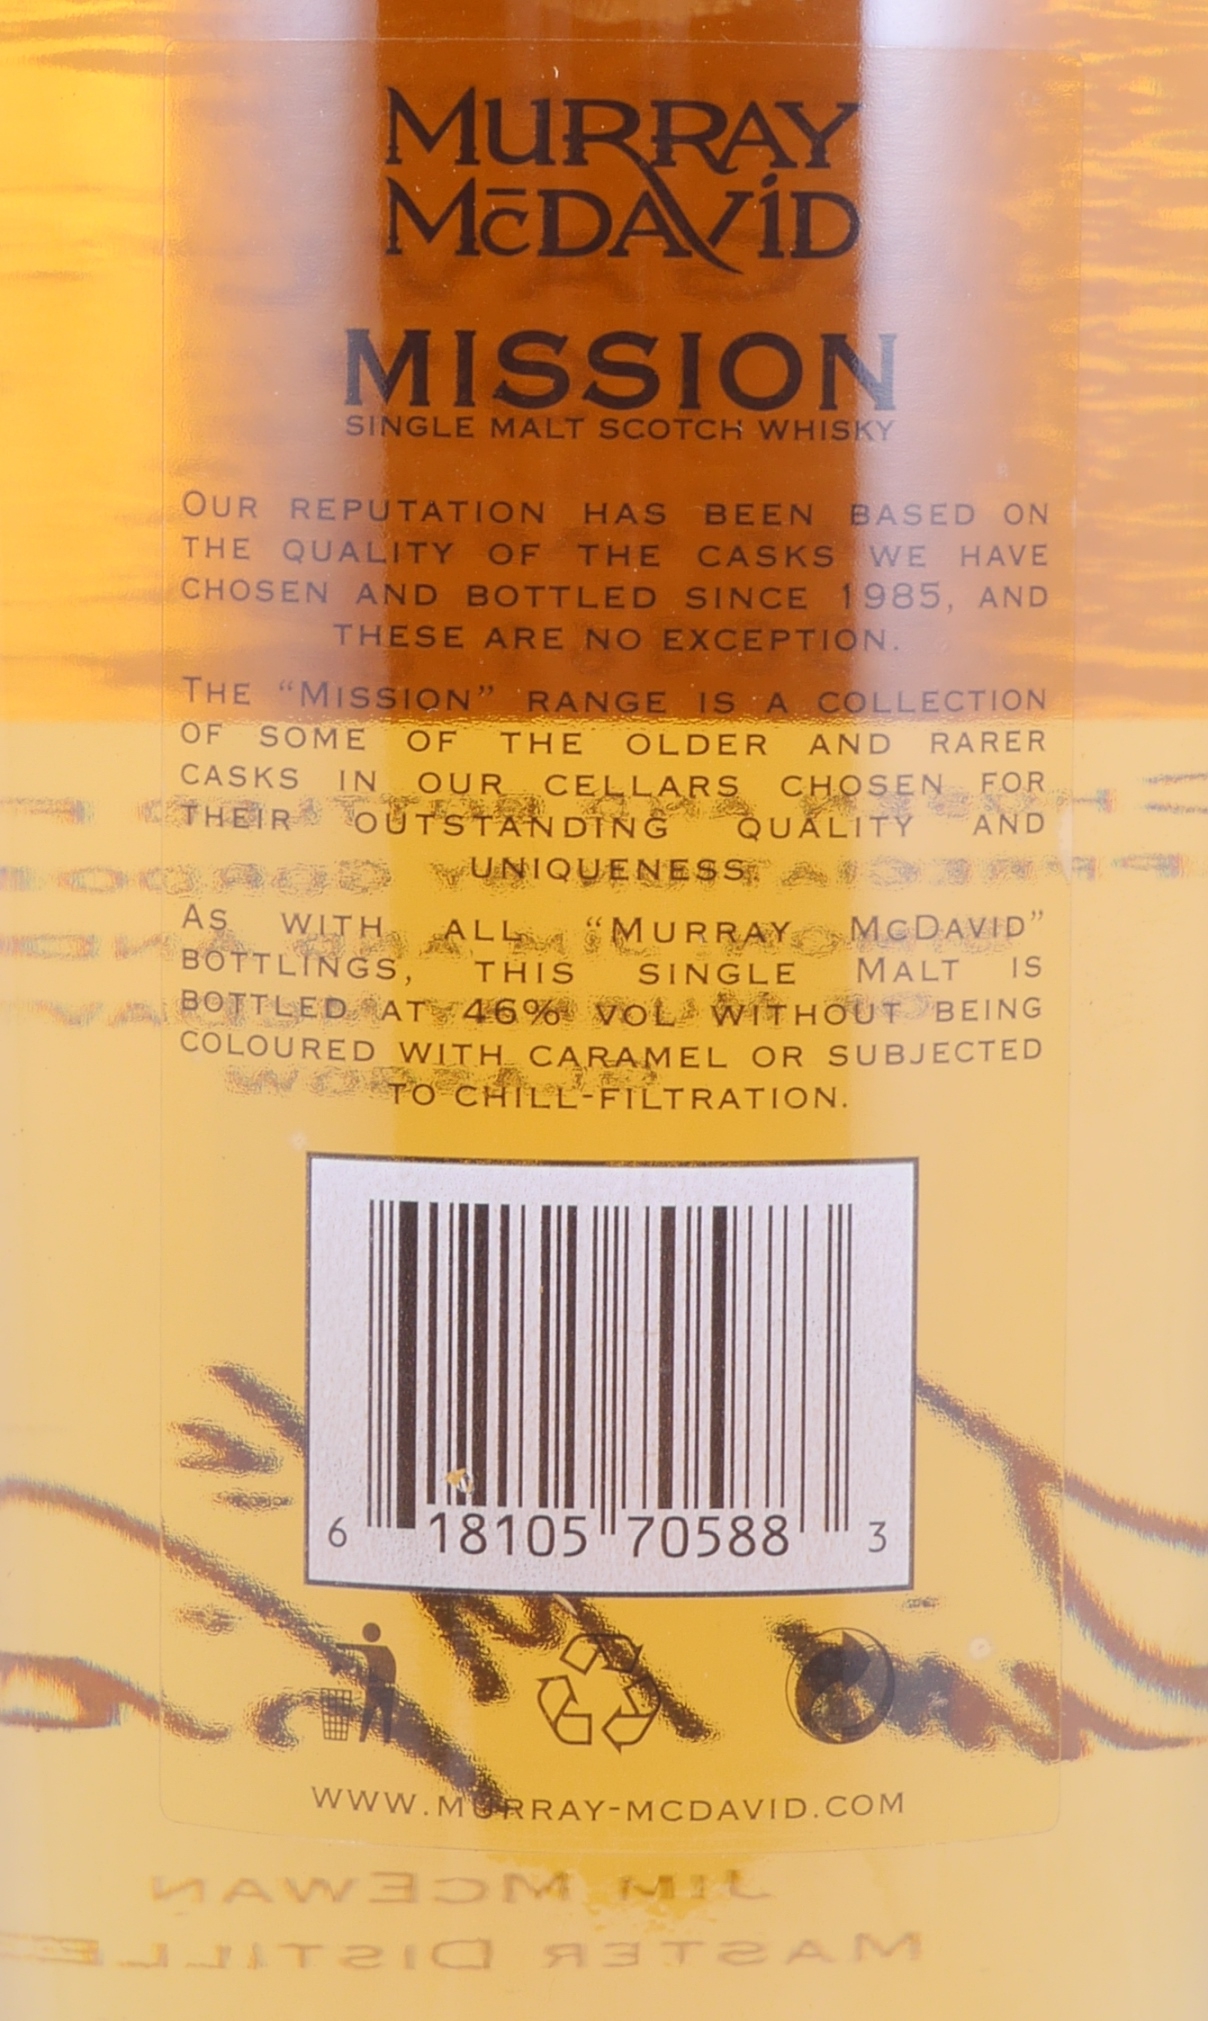 MURRAY
McDAVID
MISSION
SINGLE MALT SCOTCH WHISKY
OUR REPUTATION HAS BEEN BASED ON
THE QUALITY OF THE CASKS WE HAVE
CHOSEN AND BOTTLED SINCE 1985, AND
THESE ARE NO EXCEPTION.
THE "MISSION" RANGE IS A COLLECTION
OF SOME OF THE OLDER AND RARER
CASKS IN OUR CELLARS CHOSEN FOR
THEIR OUTSTANDING QUALITY AND
UNIQUENESS.
AS WITH ALL "MURRAY McDAVID"
BOTTLINGS, THIS SINGLE MALT IS
BOTTLED AT 46% VOL WITHOUT BEING
COLOURED WITH CARAMEL OR SUBJECTED
TO CHILL-FILTRATION.
6 18105 70588 3
WWW.MURRAY-MCDAVID.COM
JIM McEWAN
MASTER DISTILLE